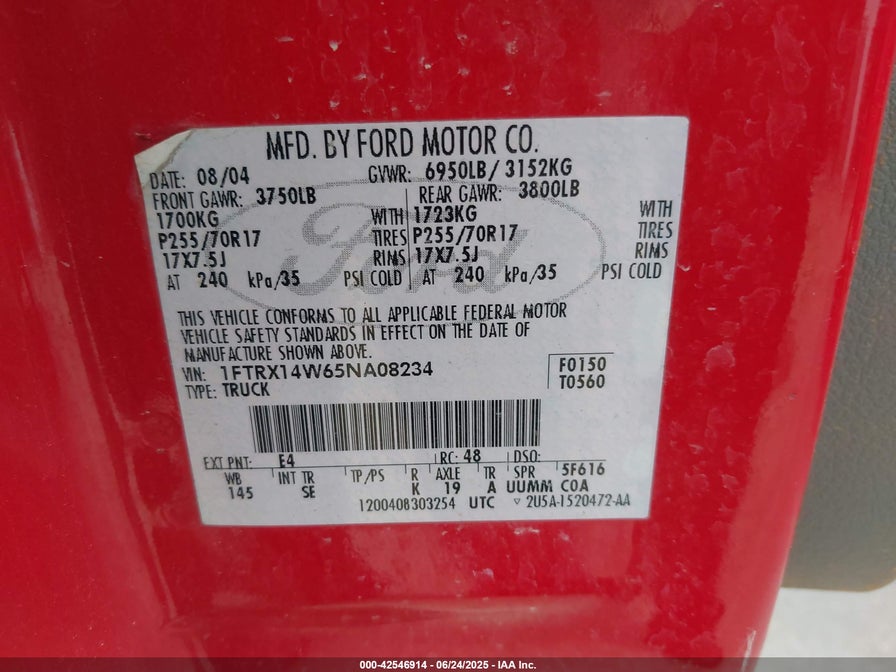 MFD. BY FORD MOTOR CO.
DATE: 08/04 GVWR: 6950LB/ 3152KG
FRONT GAWR: 3750LB REAR GAWR: 3800LB
1700KG WITH 1723KG WITH
P255/70R17 TIRES P255/70R17 TIRES
17X7.5J RIMS 17X7.5J RIMS
AT 240 kPa/35 PSI COLD AT 240 kPa/35 PSI COLD
Ford
THIS VEHICLE CONFORMS TO ALL APPLICABLE FEDERAL MOTOR
VEHICLE SAFETY STANDARDS IN EFFECT ON THE DATE OF
MANUFACTURE SHOWN ABOVE.
VIN: 1FTRX14W65NA08234 F0150
TYPE: TRUCK T0560
EXT PNT: E4 RC: 48 DSO:
WB INT TR TP/PS R AXLE TR SPR 5F616
145 SE K 19 A UUMM COA
1200408303254 UTC 2U5A-1520472-AA
000-42546914 / 06/24/2025 / IAA Inc.